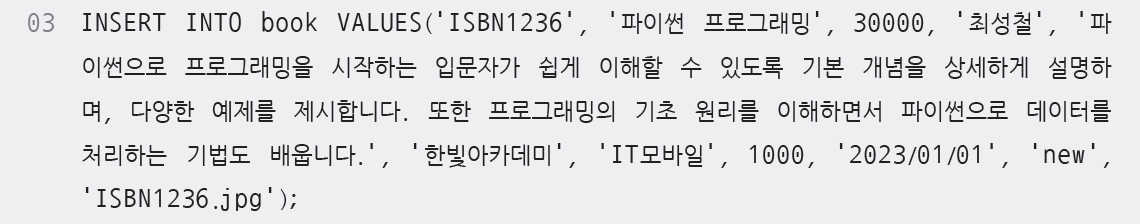 03 INSERT INTO book VALUES('ISBN1236', '파이썬 프로그래밍', 30000, '최성철', '파
이썬으로 프로그래밍을 시작하는 입문자가 쉽게 이해할 수 있도록 기본 개념을 상세하게 설명하
며, 다양한 예제를 제시합니다. 또한 프로그래밍의 기초 원리를 이해하면서 파이썬으로 데이터를
처리하는 기법도 배웁니다.', '한빛아카데미', 'IT모바일', 1000, '2023/01/01', 'new',
'ISBN1236.jpg');